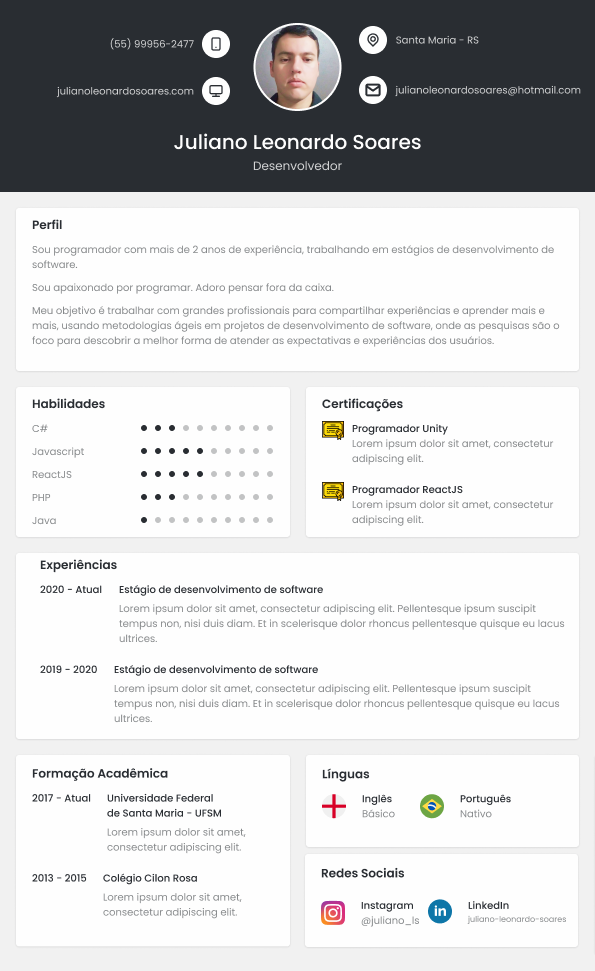 (55) 99956-2477
Santa Maria - RS
julianoleonardosoares.com
julianoleonardosoares@hotmail.com
Juliano Leonardo Soares
Desenvolvedor
Perfil
Sou programador com mais de 2 anos de experiência, trabalhando em estágios de desenvolvimento de
software.
Sou apaixonado por programar. Adoro pensar fora da caixa.
Meu objetivo é trabalhar com grandes profissionais para compartilhar experiências e aprender mais e
mais, usando metodologias ágeis em projetos de desenvolvimento de software, onde as pesquisas são o
foco para descobrir a melhor forma de atender as expectativas e experiências dos usuários.
Habilidades
C#
Javascript
ReactJS
PHP
Java
Certificações
Programador Unity
Lorem ipsum dolor sit amet, consectetur
adipiscing elit.
Programador ReactJS
Lorem ipsum dolor sit amet, consectetur
adipiscing elit.
Experiências
2020 - Atual Estágio de desenvolvimento de software
Lorem ipsum dolor sit amet, consectetur adipiscing elit. Pellentesque ipsum suscipit
tempus non, nisi duis diam. Et in scelerisque dolor rhoncus pellentesque quisque eu lacus
ultrices.
2019 - 2020 Estágio de desenvolvimento de software
Lorem ipsum dolor sit amet, consectetur adipiscing elit. Pellentesque ipsum suscipit
tempus non, nisi duis diam. Et in scelerisque dolor rhoncus pellentesque quisque eu lacus
ultrices.
Formação Acadêmica
2017 - Atual Universidade Federal
de Santa Maria - UFSM
Lorem ipsum dolor sit amet,
consectetur adipiscing elit.
2013 - 2015 Colégio Cilon Rosa
Lorem ipsum dolor sit amet,
consectetur adipiscing elit.
Línguas
Inglês
Básico
Português
Nativo
Redes Sociais
Instagram
@juliano_ls
in
LinkedIn
juliano-leonardo-soares